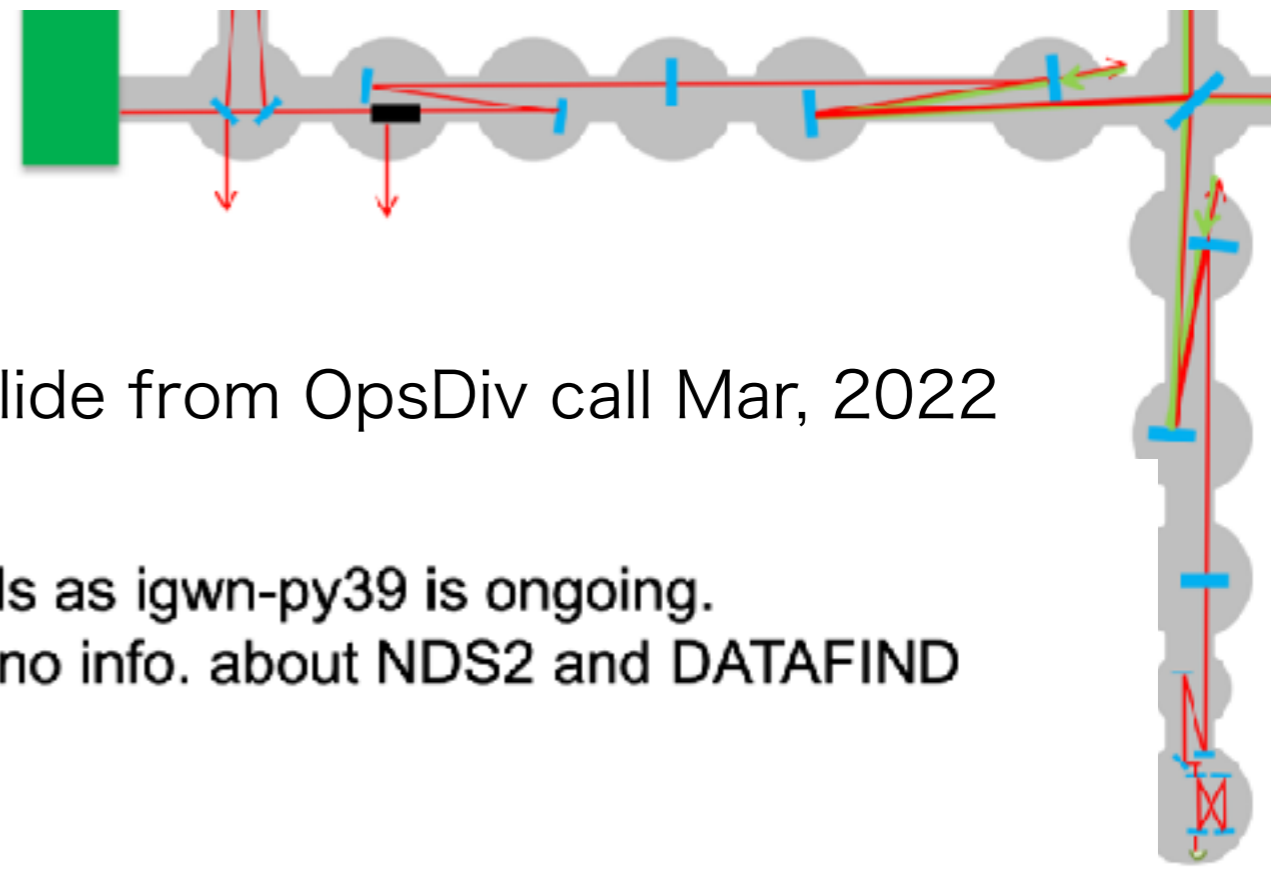 lide from OpsDiv call Mar, 2022
ls as igwn-py39 is ongoing.
no info. about NDS2 and DATAFIND